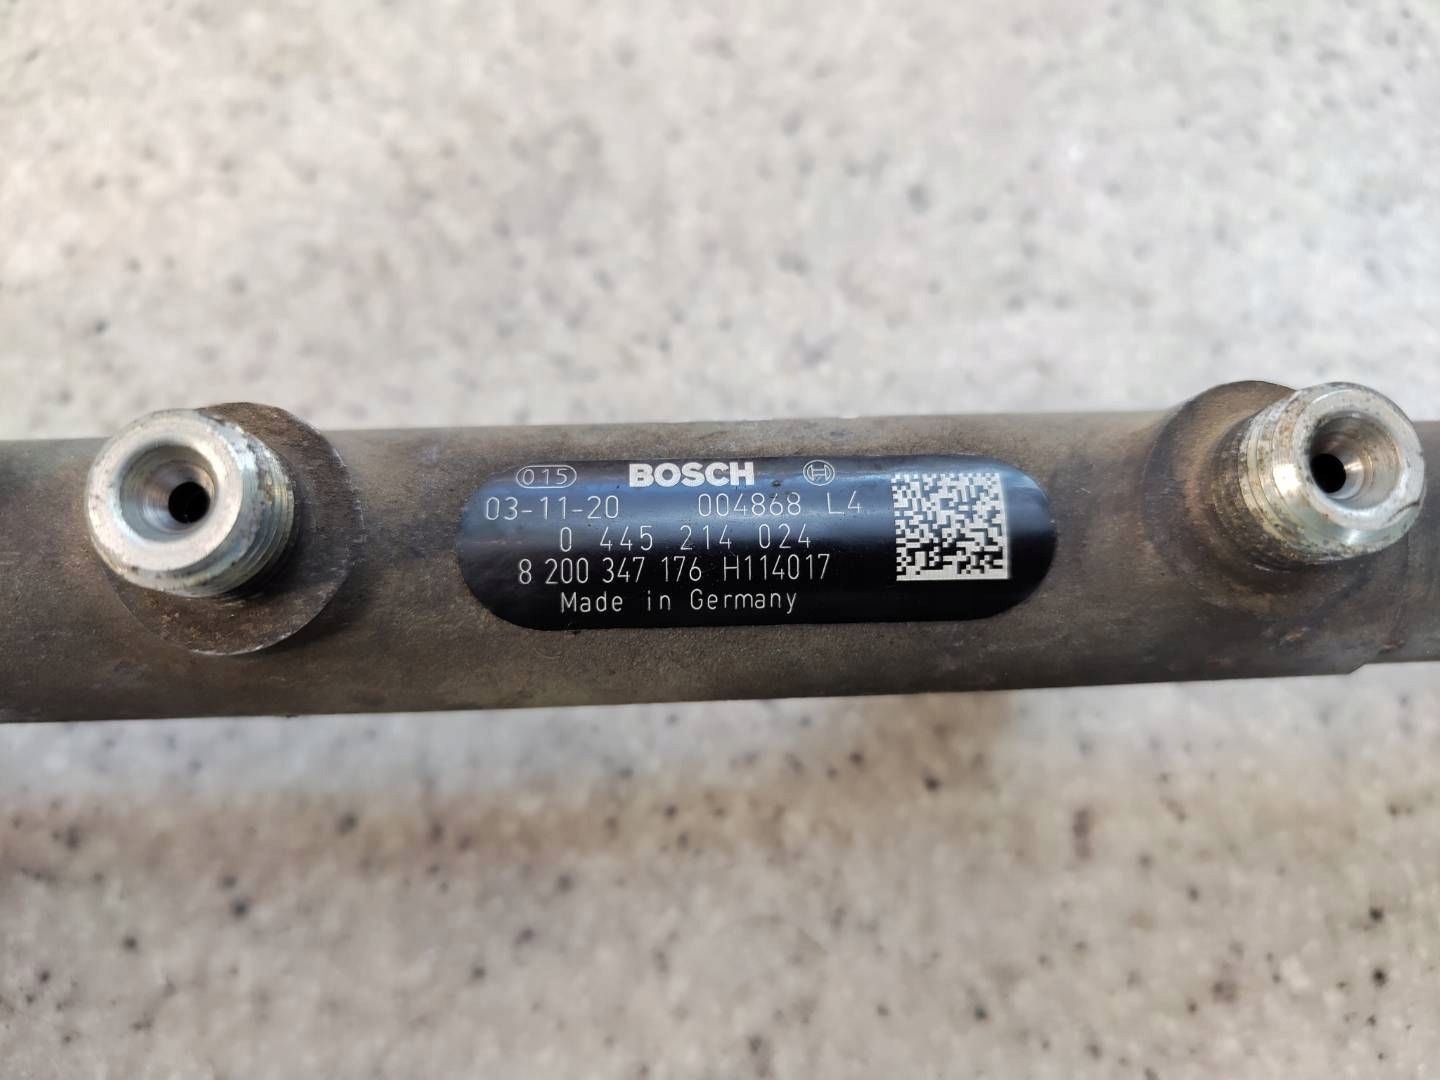 015 BOSCH
03-11-20 004868 L4
0 445 214 024
8 200 347 176 H114017
Made in Germany